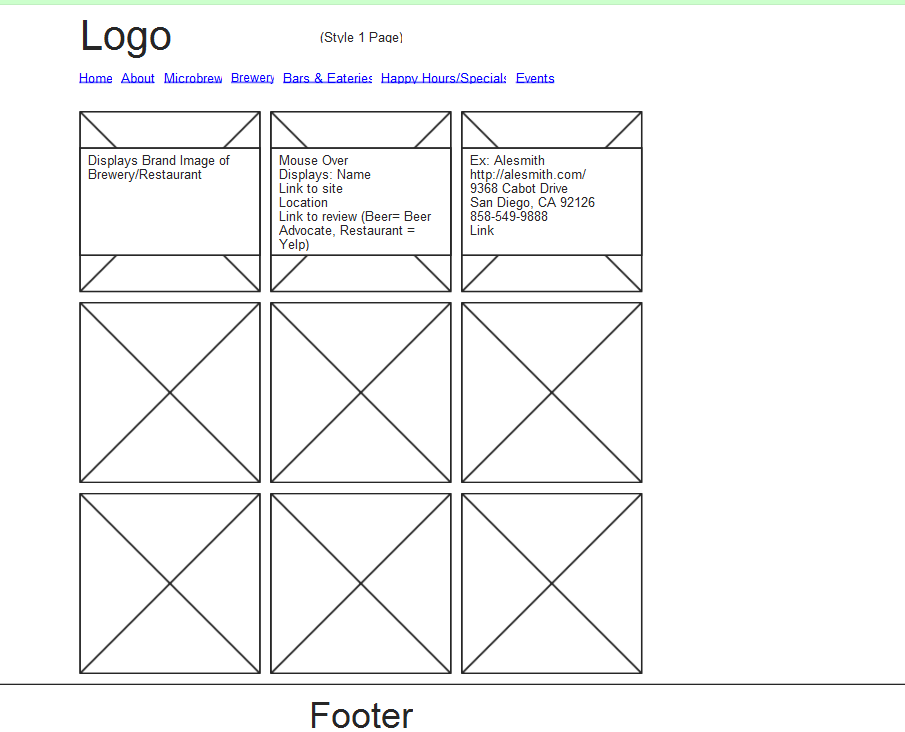 Logo
(Style 1 Page)
Home About Microbrew Brewery Bars & Eateries Happy Hours/Specials Events
Displays Brand Image of
Brewery/Restaurant
Mouse Over
Displays: Name
Link to site
Location
Link to review (Beer= Beer
Advocate, Restaurant =
Yelp)
Ex: Alesmith
http://alesmith.com/
9368 Cabot Drive
San Diego, CA 92126
858-549-9888
Link
Footer